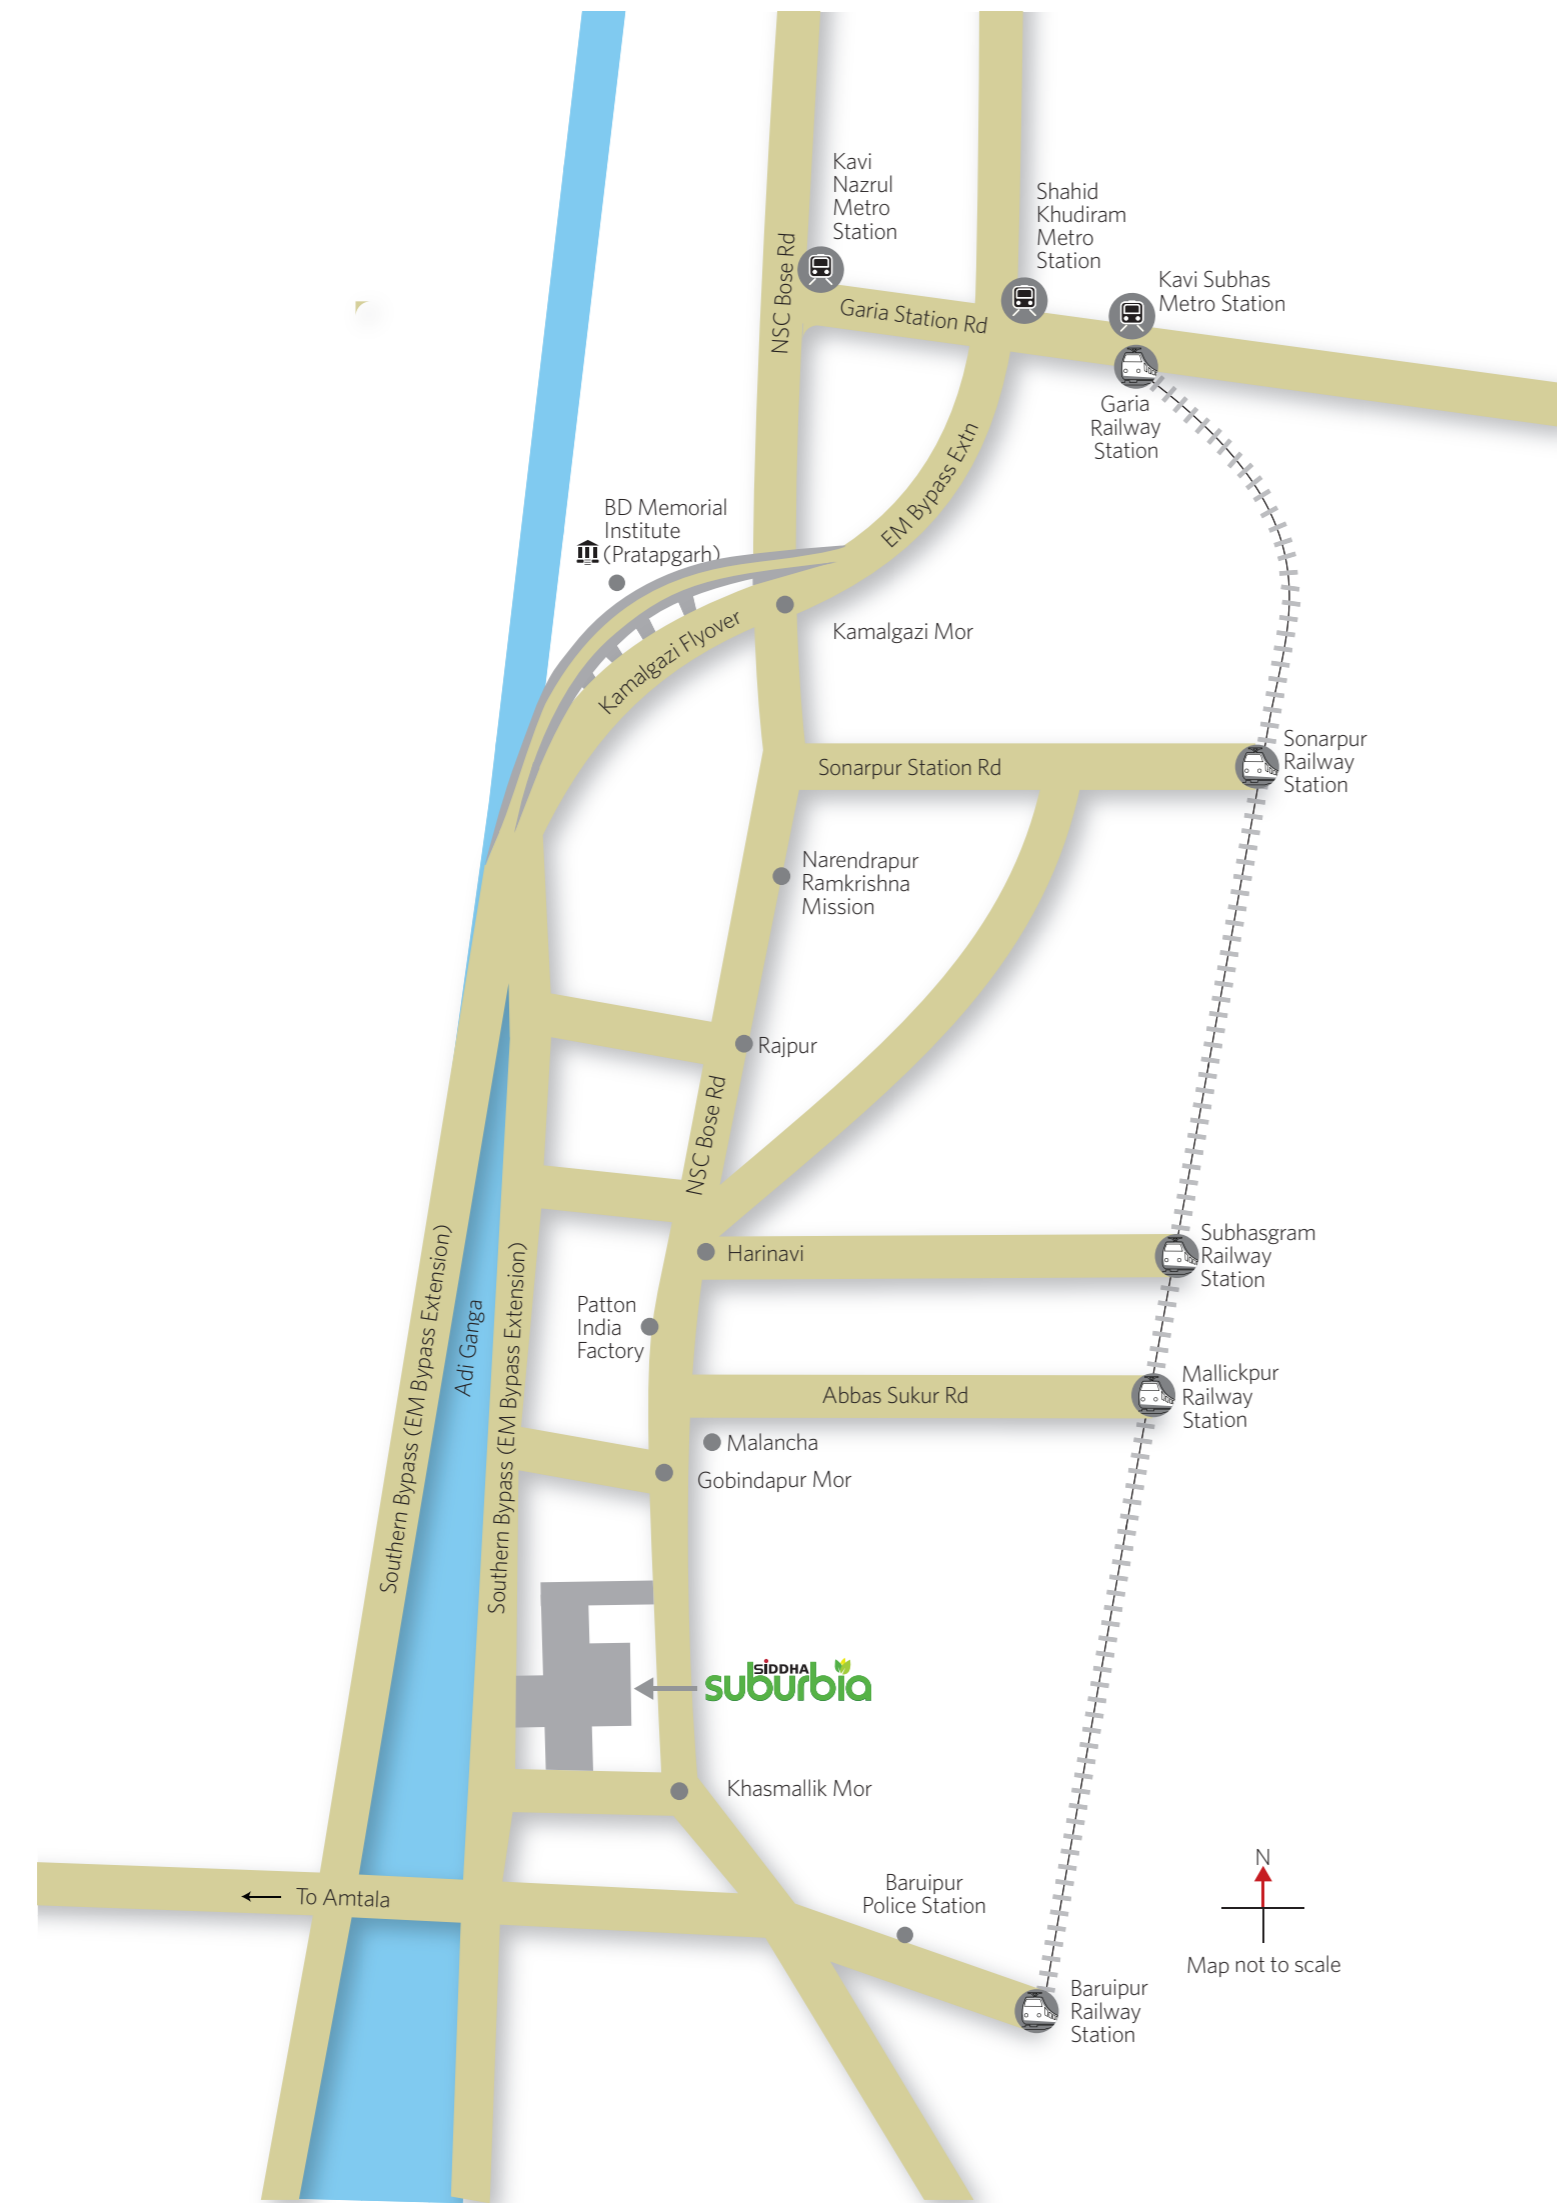 Kavi
Nazrul
Metro
Station
Shahid
Khudiram
Metro
Station
Kavi Subhas
Metro Station
NSC Bose Rd
Garia Station Rd
Garia
Railway
Station
EM Bypass Extn
BD Memorial
Institute
(Pratapgarh)
Kamalgazi Flyover
Kamalgazi Mor
Sonarpur Station Rd
Sonarpur
Railway
Station
Narendrapur
Ramkrishna
Mission
Rajpur
NSC Bose Rd
Harinavi
Subhasgram
Railway
Station
Southern Bypass (EM Bypass Extension)
Adi Ganga
Southern Bypass (EM Bypass Extension)
Patton
India
Factory
Abbas Sukur Rd
Mallickpur
Railway
Station
Malancha
Gobindapur Mor
SiDDHA
suburbia
Khasmallik Mor
To Amtala
Baruipur
Police Station
N
Map not to scale
Baruipur
Railway
Station